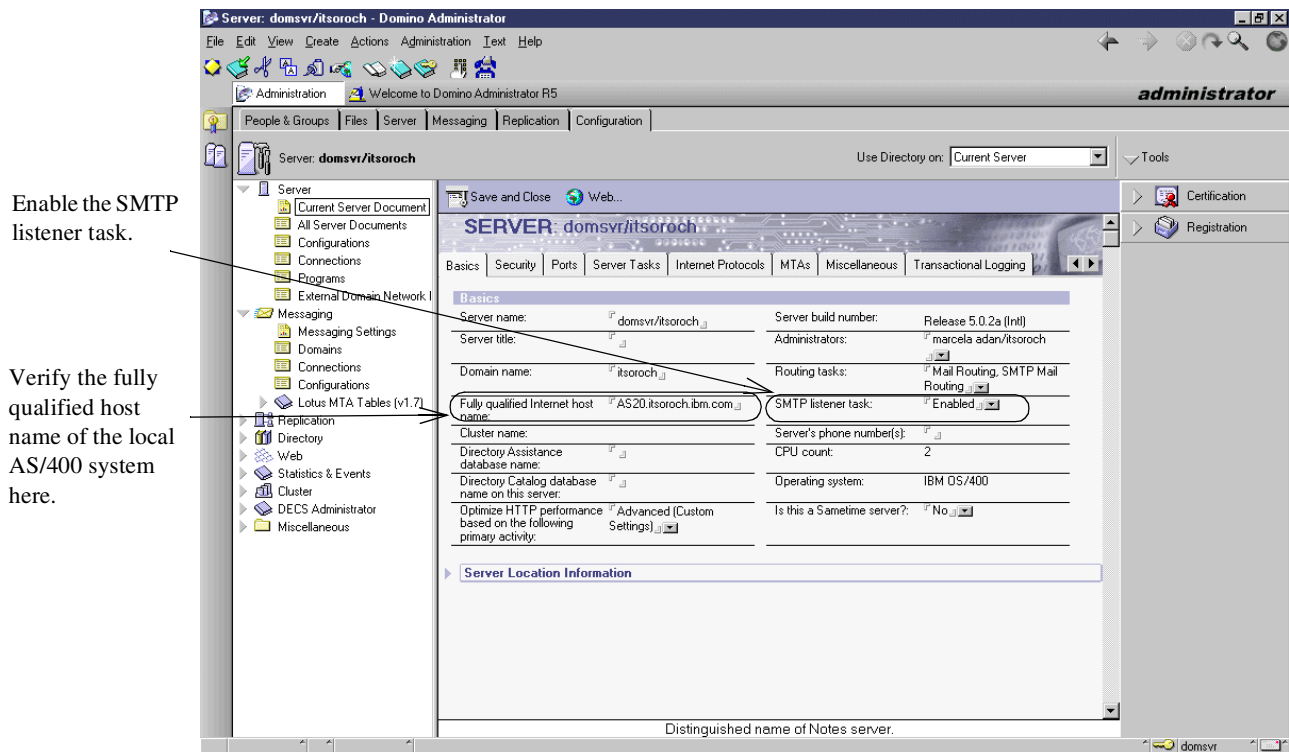 Server: domsvr/itsoroch - Domino Administrator
File Edit View Create Actions Administration Text Help
Administration Welcome to Domino Administrator R5 administrator
People & Groups Files Server Messaging Replication Configuration
Server: domsvr/itsoroch Use Directory on: Current Server Tools
Enable the SMTP
listener task.
Verify the fully
qualified host
name of the local
AS/400 system
here.
Server
Current Server Document
All Server Documents
Configurations
Connections
Programs
External Domain Network I
Messaging
Messaging Settings
Domains
Connections
Configurations
Lotus MTA Tables (v1.7)
Replication
Directory
Web
Statistics & Events
Cluster
DECS Administrator
Miscellaneous
Save and Close Web...
SERVER: domsvr/itsoroch
Basics Security Ports Server Tasks Internet Protocols MTAs Miscellaneous Transactional Logging
Basics
Server name: domsvr/itsoroch Server build number: Release 5.0.2a (Intl)
Server title: Administrators: marcela adan/itsoroch
Domain name: itsoroch Routing tasks: Mail Routing, SMTP Mail
Routing
Fully qualified Internet host AS20.itsoroch.ibm.com SMTP listener task: Enabled
name:
Cluster name: Server's phone number(s):
Directory Assistance CPU count: 2
database name:
Directory Catalog database Operating system: IBM OS/400
name on this server:
Optimize HTTP performance Advanced (Custom Is this a Sametime server?: No
based on the following Settings)
primary activity:
Server Location Information
Certification
Registration
Distinguished name of Notes server.
domsvr